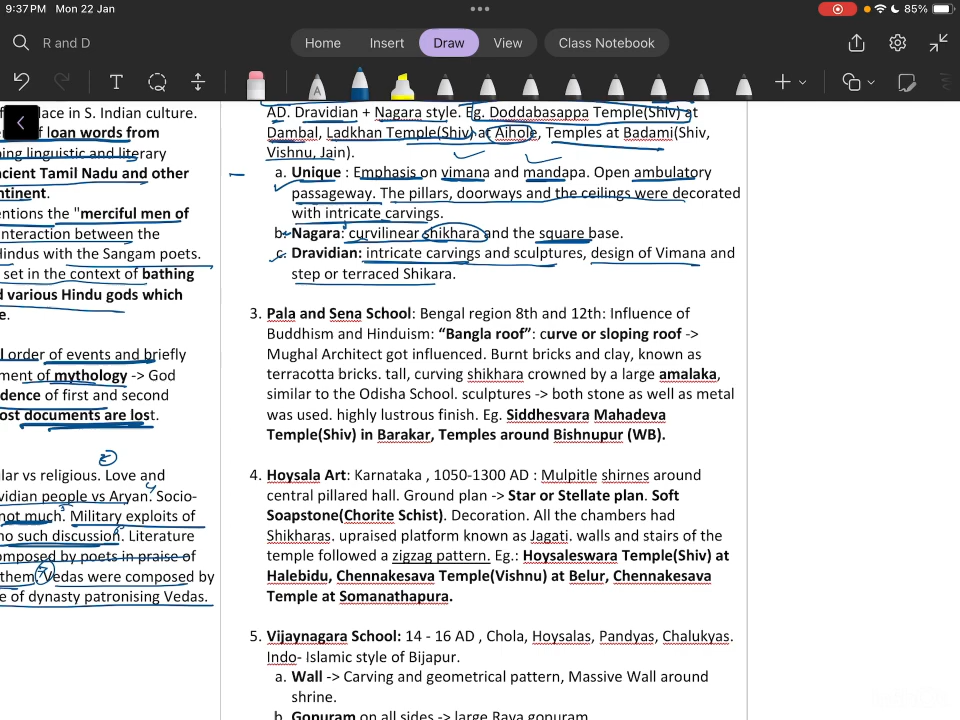 9:37 PM Mon 22 Jan
85%
R and D
Home Insert Draw View Class Notebook
T
A
lace in S. Indian culture.
f loan words from
ing linguistic and literary
cient Tamil Nadu and other
ntinent.
entions the "merciful men of
interaction between the
Hindus with the Sangam poets.
set in the context of bathing
d various Hindu gods which
e.
l order of events and briefly
ment of mythology -> God
dence of first and second
ost documents are lost.
lar vs religious. Love and
vidian people vs Aryan. Socio-
not much. Military exploits of
no such discussion. Literature
omposed by poets in praise of
them. Vedas were composed by
e of dynasty patronising Vedas.
AD. Dravidian + Nagara style. Eg. Doddabasappa Temple(Shiv) at
Dambal, Ladkhan Temple(Shiv) at Aihole, Temples at Badami(Shiv,
Vishnu, Jain).
a. Unique : Emphasis on vimana and mandapa. Open ambulatory
passageway. The pillars, doorways and the ceilings were decorated
with intricate carvings.
b. Nagara: curvilinear shikhara and the square base.
c. Dravidian: intricate carvings and sculptures, design of Vimana and
step or terraced Shikara.
3. Pala and Sena School: Bengal region 8th and 12th: Influence of
Buddhism and Hinduism: “Bangla roof”: curve or sloping roof ->
Mughal Architect got influenced. Burnt bricks and clay, known as
terracotta bricks. tall, curving shikhara crowned by a large amalaka,
similar to the Odisha School. sculptures -> both stone as well as metal
was used. highly lustrous finish. Eg. Siddhesvara Mahadeva
Temple(Shiv) in Barakar, Temples around Bishnupur (WB).
4. Hoysala Art: Karnataka , 1050-1300 AD : Mulpitle shirnes around
central pillared hall. Ground plan -> Star or Stellate plan. Soft
Soapstone(Chorite Schist). Decoration. All the chambers had
Shikharas. upraised platform known as Jagati. walls and stairs of the
temple followed a zigzag pattern. Eg.: Hoysaleswara Temple(Shiv) at
Halebidu, Chennakesava Temple(Vishnu) at Belur, Chennakesava
Temple at Somanathapura.
5. Vijaynagara School: 14 - 16 AD , Chola, Hoysalas, Pandyas, Chalukyas.
Indo- Islamic style of Bijapur.
a. Wall -> Carving and geometrical pattern, Massive Wall around
shrine.
b. Gopuram on all sides -> large Raya gopuram